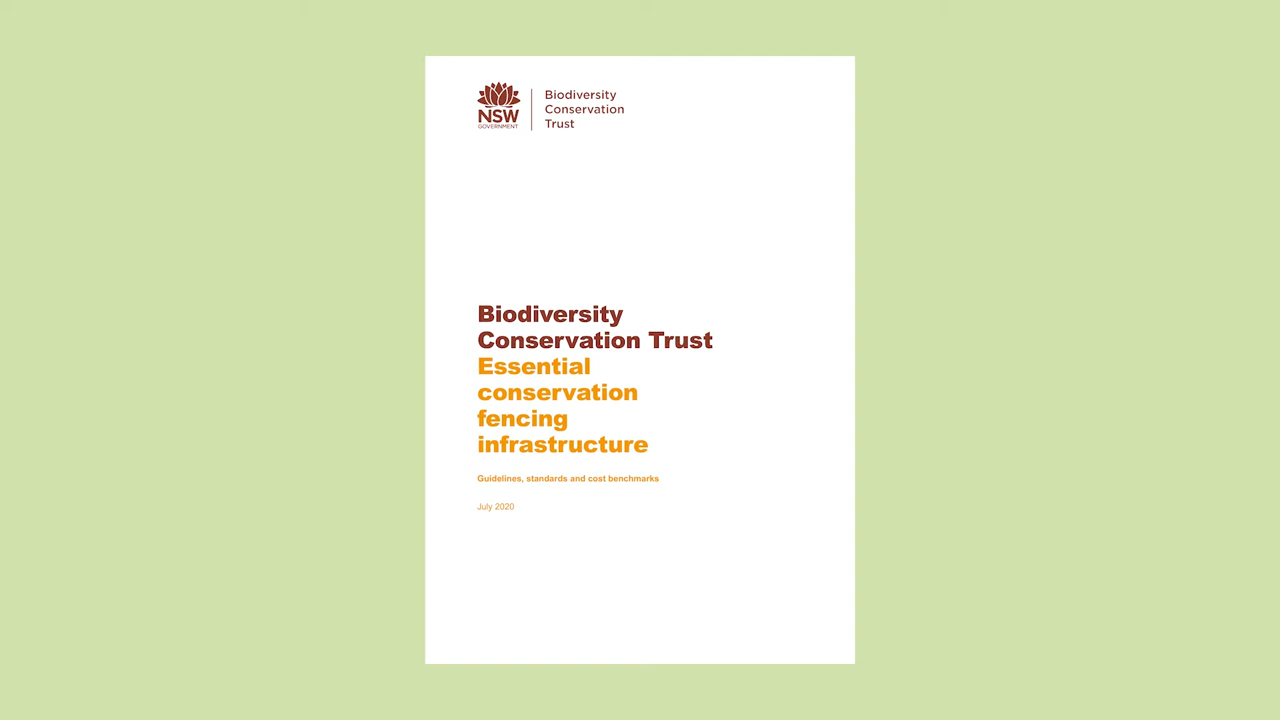 NSW
GOVERNMENT
Biodiversity
Conservation
Trust
Biodiversity
Conservation Trust
Essential
conservation
fencing
infrastructure
Guidelines, standards and cost benchmarks
July 2020